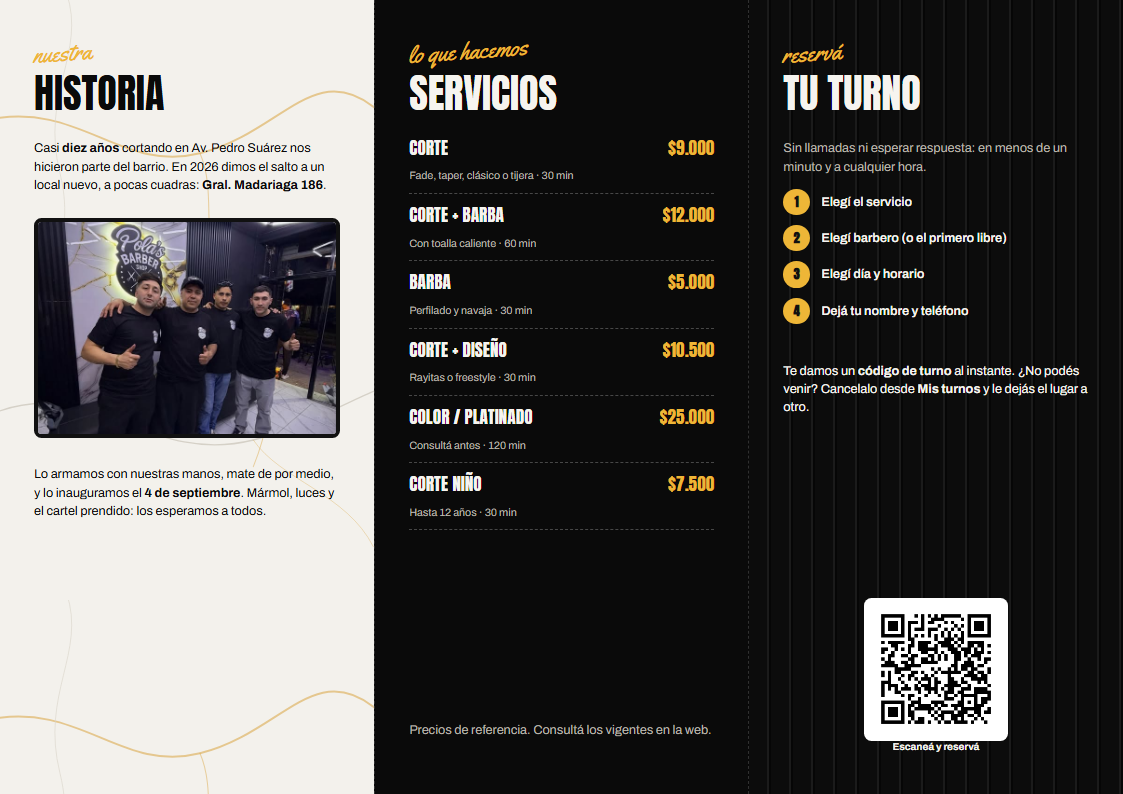 nuestra
HISTORIA
Casi diez años cortando en Av. Pedro Suárez nos
hicieron parte del barrio. En 2026 dimos el salto a un
local nuevo, a pocas cuadras: Gral. Madariaga 186.
Pola's
BARBER
SHOP
Lo armamos con nuestras manos, mate de por medio,
y lo inauguramos el 4 de septiembre. Mármol, luces y
el cartel prendido: los esperamos a todos.
lo que hacemos
SERVICIOS
CORTE $9.000
Fade, taper, clásico o tijera · 30 min
CORTE + BARBA $12.000
Con toalla caliente · 60 min
BARBA $5.000
Perfilado y navaja · 30 min
CORTE + DISEÑO $10.500
Rayitas o freestyle · 30 min
COLOR / PLATINADO $25.000
Consultá antes · 120 min
CORTE NIÑO $7.500
Hasta 12 años · 30 min
Precios de referencia. Consultá los vigentes en la web.
reservá
TU TURNO
Sin llamadas ni esperar respuesta: en menos de un
minuto y a cualquier hora.
1 Elegí el servicio
2 Elegí barbero (o el primero libre)
3 Elegí día y horario
4 Dejá tu nombre y teléfono
Te damos un código de turno al instante. ¿No podés
venir? Cancelalo desde Mis turnos y le dejás el lugar a
otro.
Escaneá y reservá